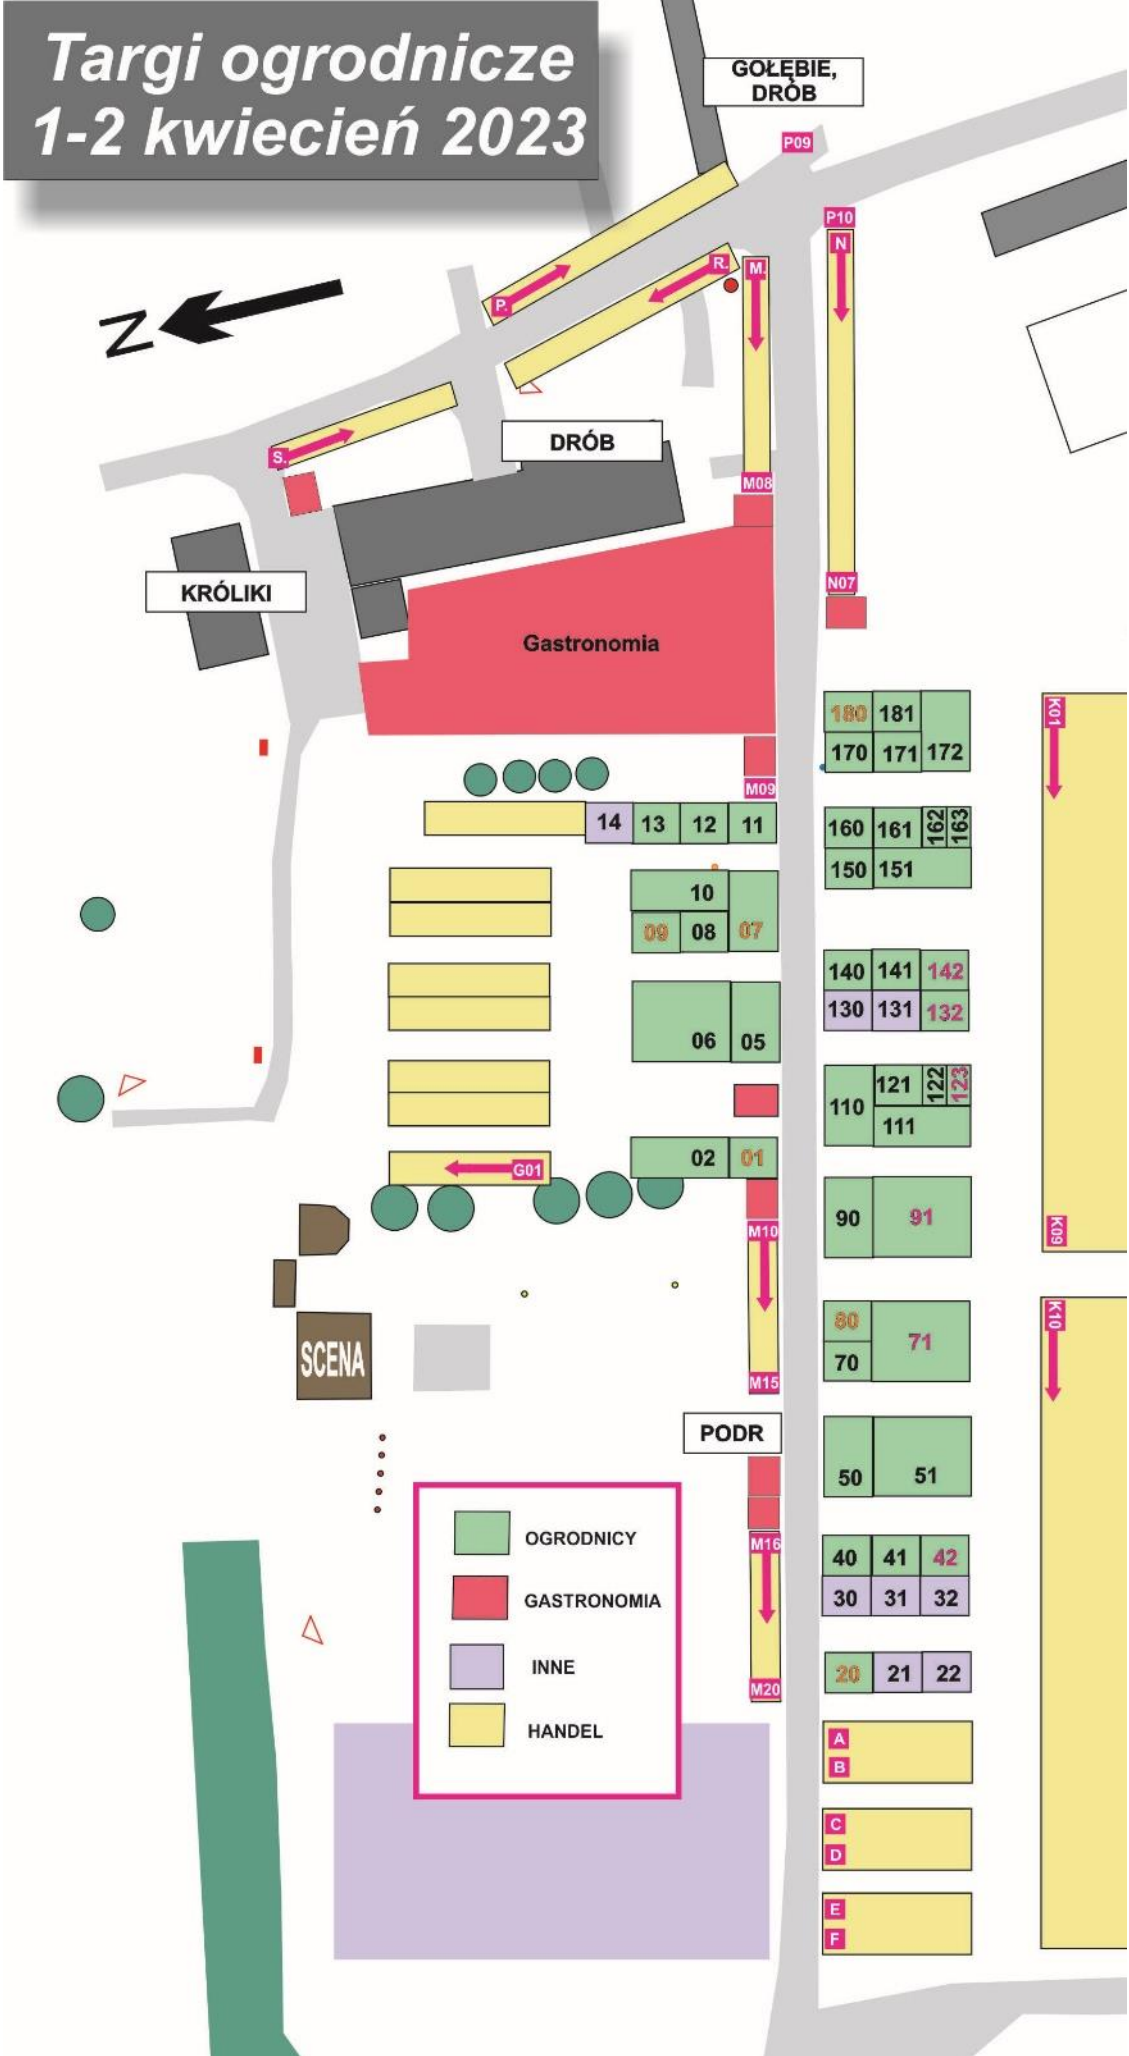 Targi ogrodnicze
1-2 kwiecień 2023
GOŁĘBIE,
DRÓB
P09
P10
N
R.
M.
P.
N
DRÓB
S.
M08
KRÓLIKI
N07
Gastronomia
180 181
170 171 172
K01
M09
14 13 12 11
160 161 162 163
150 151
10
09 08 07
140 141 142
130 131 132
06 05
110 121 122 123
111
02 01
G01
90 91
M10
K09
80 71
70
K10
SCENA
M15
PODR
50 51
M16
40 41 42
30 31 32
OGRODNICY
GASTRONOMIA
INNE
HANDEL
20 21 22
M20
A
B
C
D
E
F